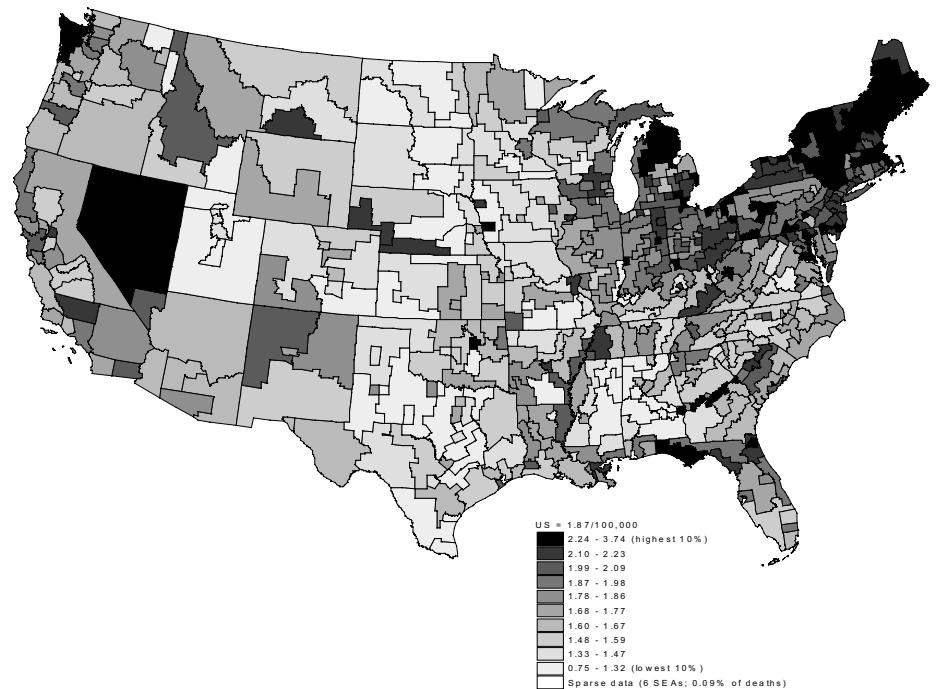 US = 1.87/100,000
2.24 - 3.74 (highest 10%)
2.10 - 2.23
1.99 - 2.09
1.87 - 1.98
1.78 - 1.86
1.68 - 1.77
1.60 - 1.67
1.48 - 1.59
1.33 - 1.47
0.75 - 1.32 (lowest 10%)
Sparse data (6 SEAs; 0.09% of deaths)